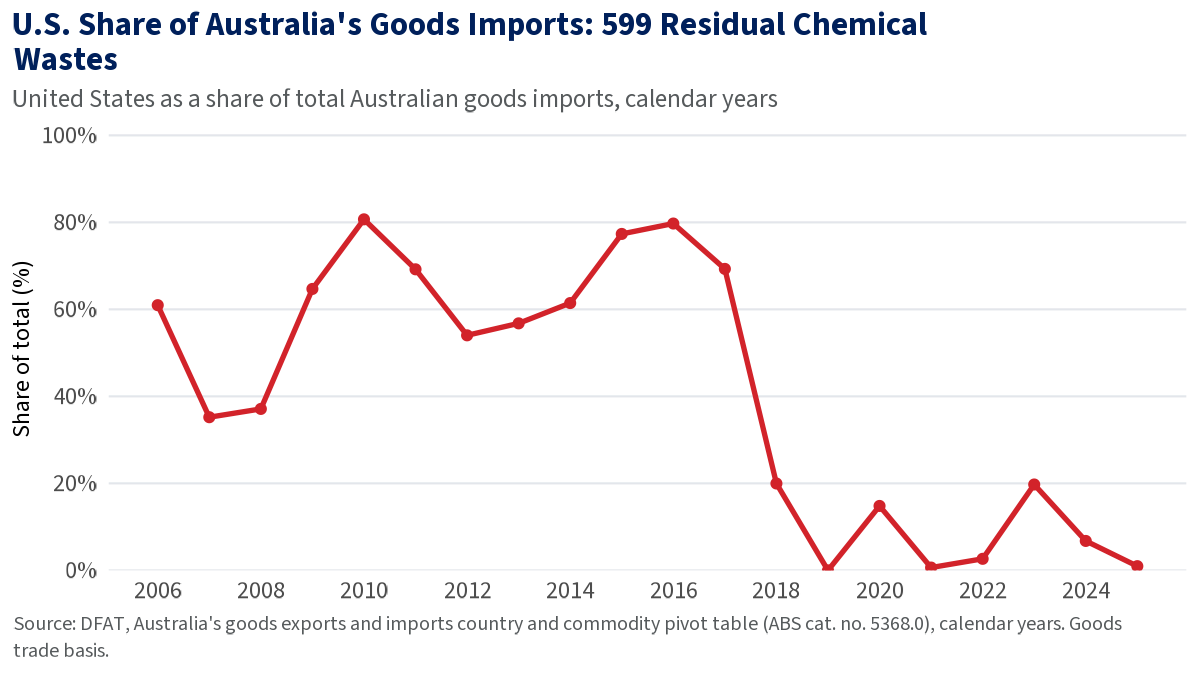 U.S. Share of Australia's Goods Imports: 599 Residual Chemical
Wastes
United States as a share of total Australian goods imports, calendar years
100%
80%
60%
40%
20%
0%
Share of total (%)
2006 2008 2010 2012 2014 2016 2018 2020 2022 2024
Source: DFAT, Australia's goods exports and imports country and commodity pivot table (ABS cat. no. 5368.0), calendar years. Goods
trade basis.